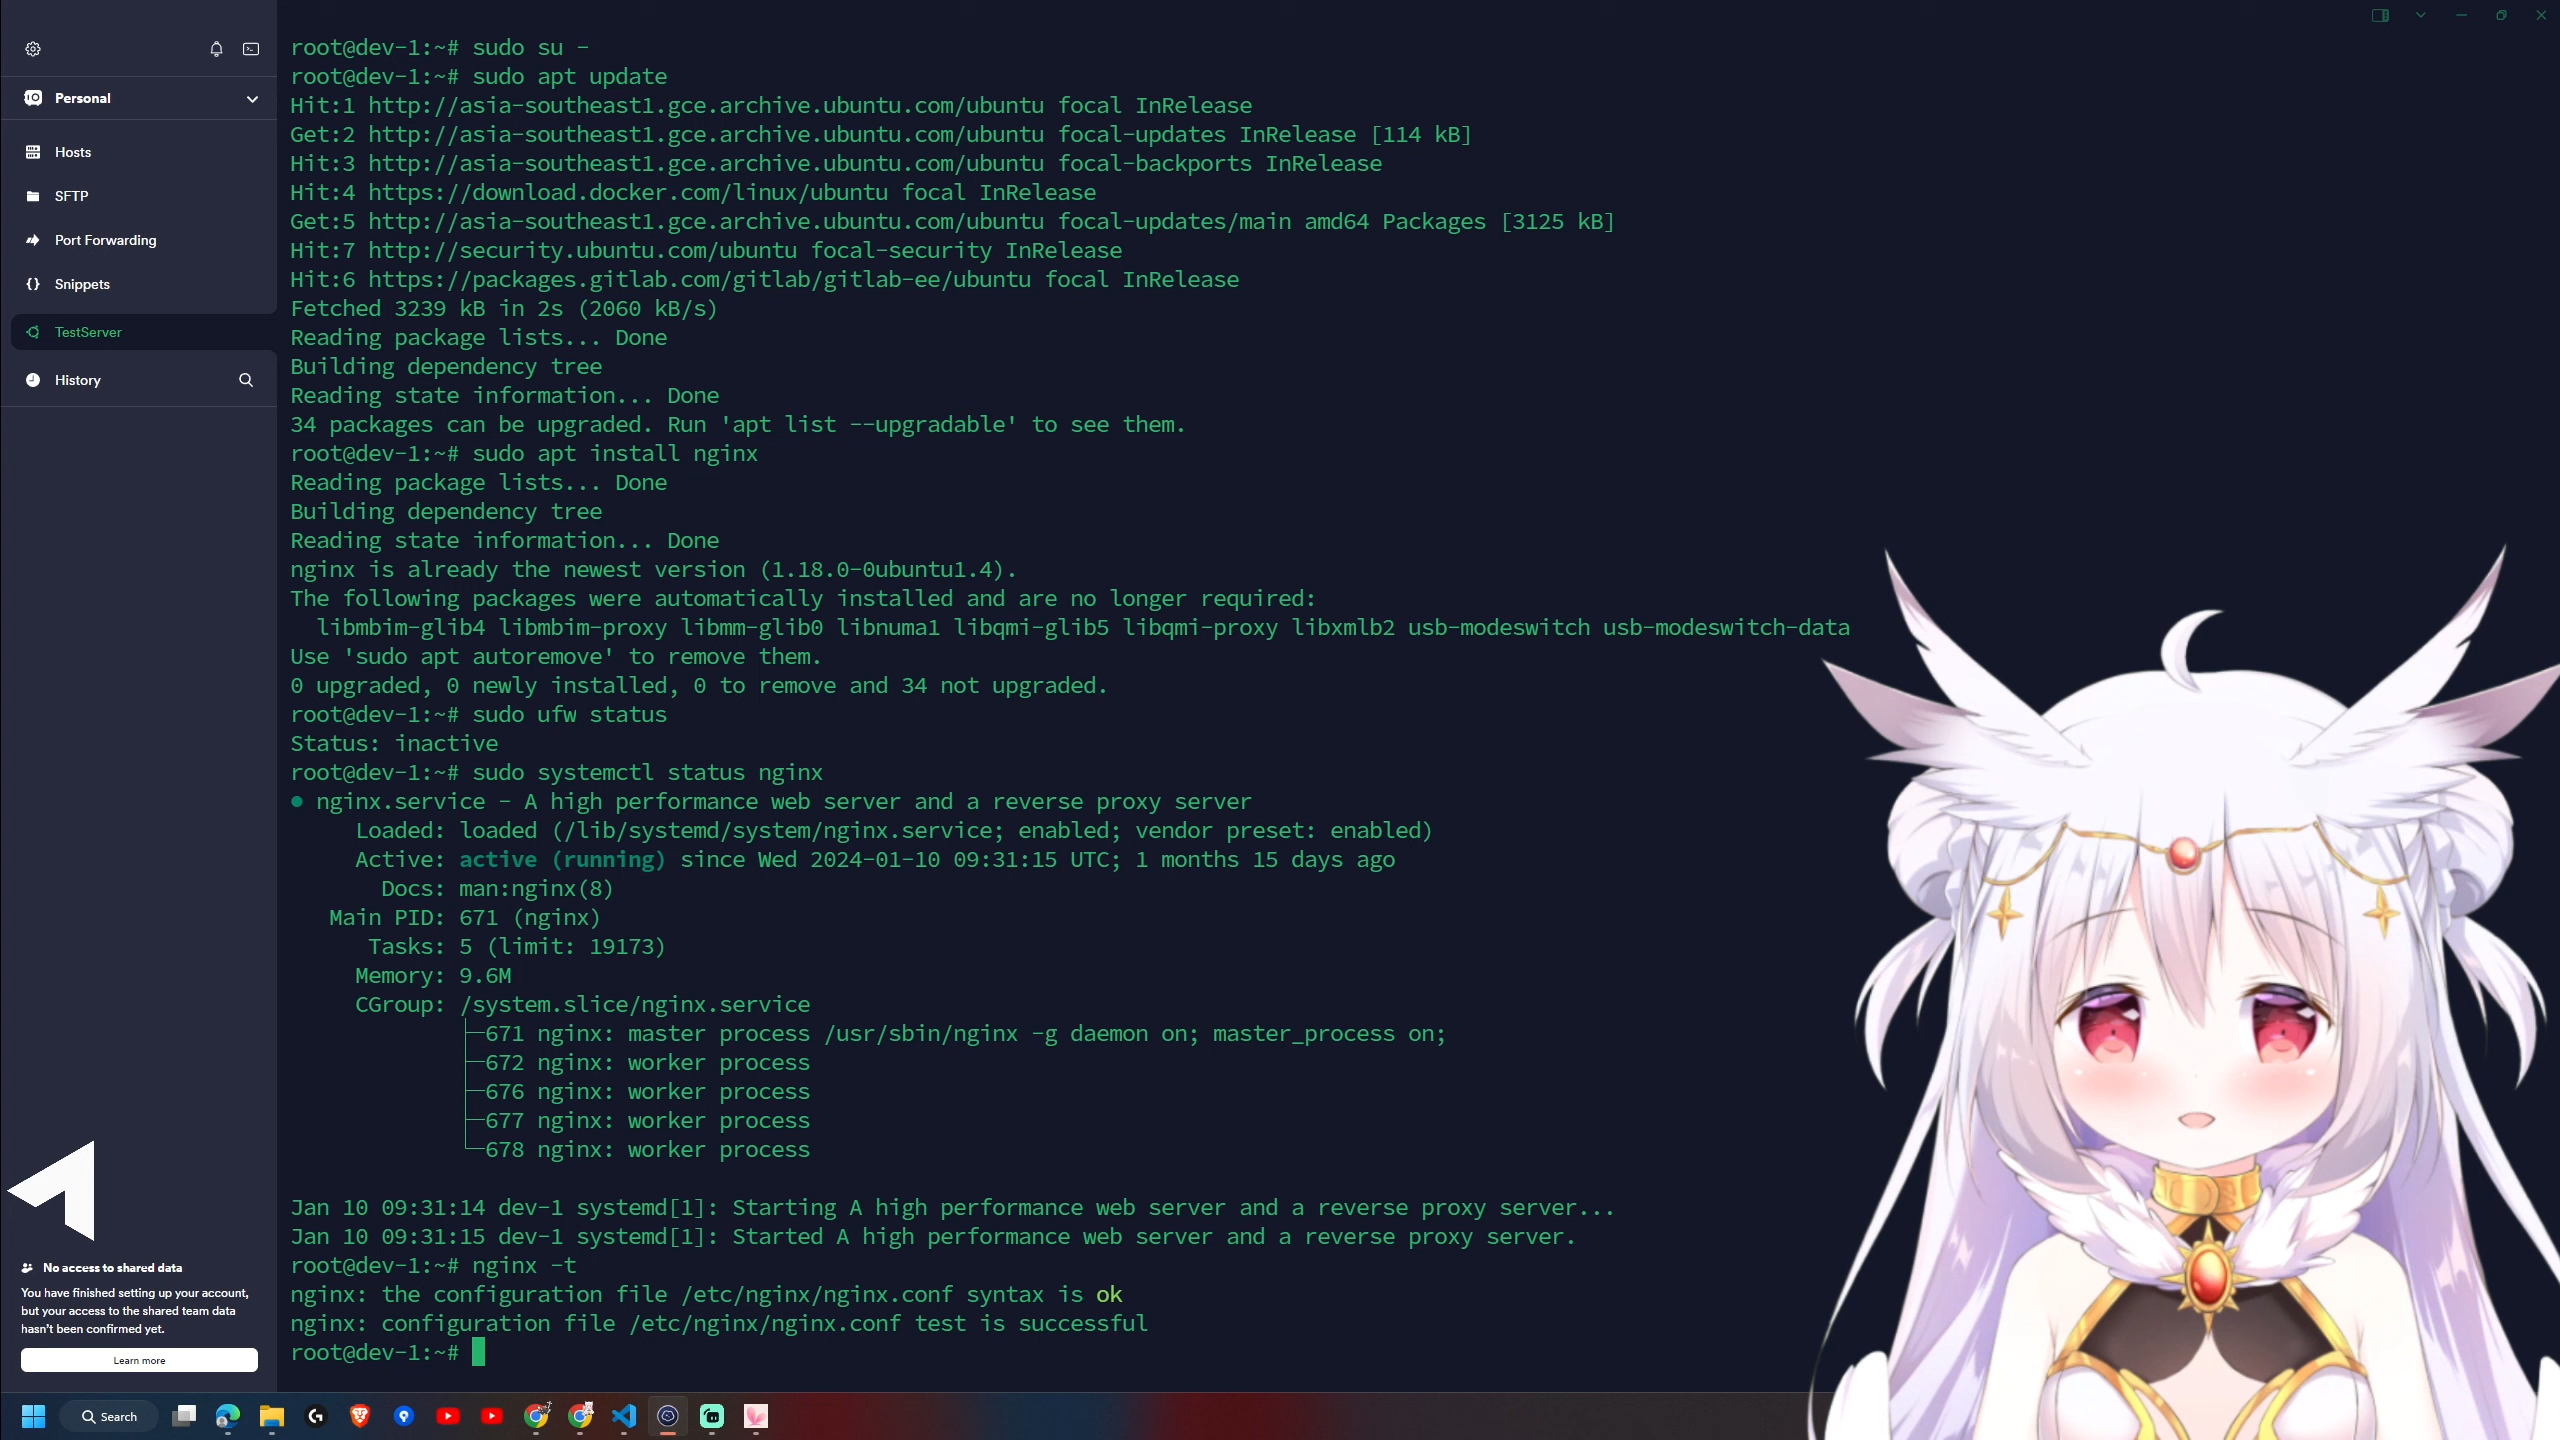 Personal
Hosts
SFTP
Port Forwarding
Snippets
TestServer
History
No access to shared data
You have finished setting up your account,
but your access to the shared team data
hasn't been confirmed yet.
Learn more
root@dev-1:~# sudo su -
root@dev-1:~# sudo apt update
Hit:1 http://asia-southeast1.gce.archive.ubuntu.com/ubuntu focal InRelease
Get:2 http://asia-southeast1.gce.archive.ubuntu.com/ubuntu focal-updates InRelease [114 kB]
Hit:3 http://asia-southeast1.gce.archive.ubuntu.com/ubuntu focal-backports InRelease
Hit:4 https://download.docker.com/linux/ubuntu focal InRelease
Get:5 http://asia-southeast1.gce.archive.ubuntu.com/ubuntu focal-updates/main amd64 Packages [3125 kB]
Hit:7 http://security.ubuntu.com/ubuntu focal-security InRelease
Hit:6 https://packages.gitlab.com/gitlab/gitlab-ee/ubuntu focal InRelease
Fetched 3239 kB in 2s (2060 kB/s)
Reading package lists... Done
Building dependency tree
Reading state information... Done
34 packages can be upgraded. Run 'apt list --upgradable' to see them.
root@dev-1:~# sudo apt install nginx
Reading package lists... Done
Building dependency tree
Reading state information... Done
nginx is already the newest version (1.18.0-0ubuntu1.4).
The following packages were automatically installed and are no longer required:
  libmbim-glib4 libmbim-proxy libmm-glib0 libnuma1 libqmi-glib5 libqmi-proxy libxmlb2 usb-modeswitch usb-modeswitch-data
Use 'sudo apt autoremove' to remove them.
0 upgraded, 0 newly installed, 0 to remove and 34 not upgraded.
root@dev-1:~# sudo ufw status
Status: inactive
root@dev-1:~# sudo systemctl status nginx
● nginx.service - A high performance web server and a reverse proxy server
     Loaded: loaded (/lib/systemd/system/nginx.service; enabled; vendor preset: enabled)
     Active: active (running) since Wed 2024-01-10 09:31:15 UTC; 1 months 15 days ago
       Docs: man:nginx(8)
   Main PID: 671 (nginx)
      Tasks: 5 (limit: 19173)
     Memory: 9.6M
     CGroup: /system.slice/nginx.service
             ├─671 nginx: master process /usr/sbin/nginx -g daemon on; master_process on;
             ├─672 nginx: worker process
             ├─676 nginx: worker process
             ├─677 nginx: worker process
             └─678 nginx: worker process
Jan 10 09:31:14 dev-1 systemd[1]: Starting A high performance web server and a reverse proxy server...
Jan 10 09:31:15 dev-1 systemd[1]: Started A high performance web server and a reverse proxy server.
root@dev-1:~# nginx -t
nginx: the configuration file /etc/nginx/nginx.conf syntax is ok
nginx: configuration file /etc/nginx/nginx.conf test is successful
root@dev-1:~#
Search